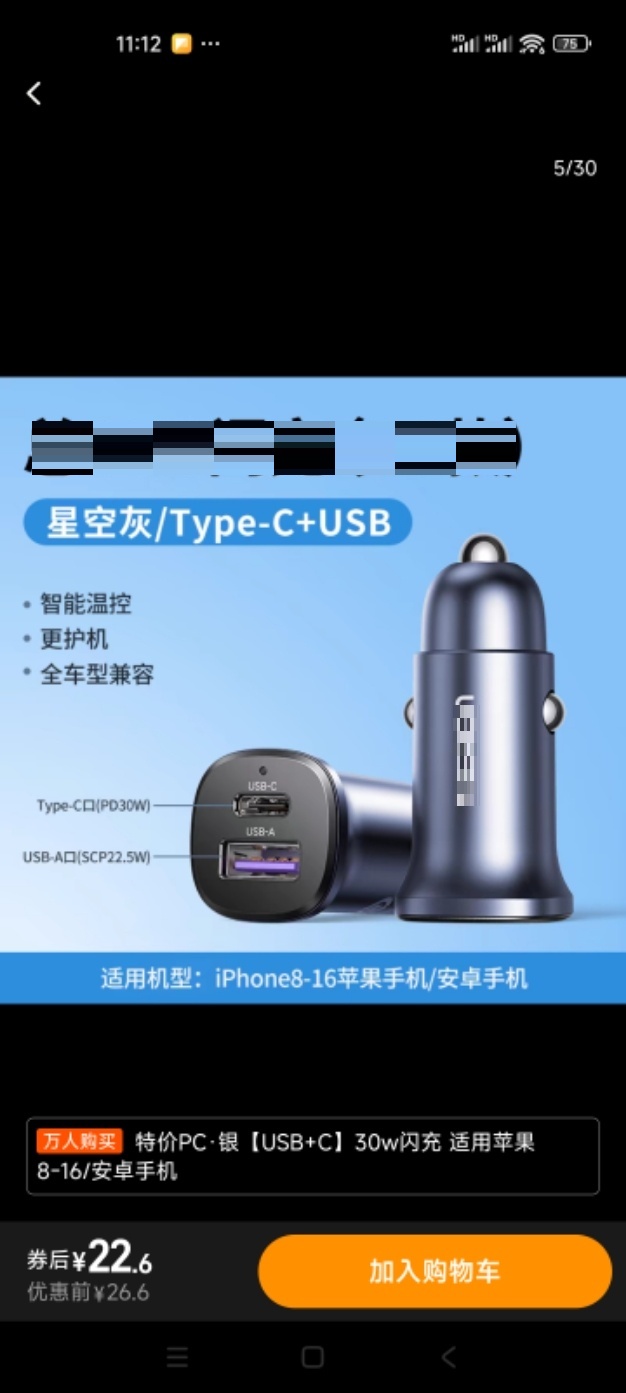 11:12
75
5/30
星空灰/Type-C+USB
• 智能温控
• 更护机
• 全车型兼容
USB-C
Type-C口(PD30W)
USB-A
USB-A口(SCP22.5W)
适用机型：iPhone8-16苹果手机/安卓手机
万人购买 特价PC·银【USB+C】30w闪充 适用苹果
8-16/安卓手机
券后¥22.6
优惠前¥26.6
加入购物车